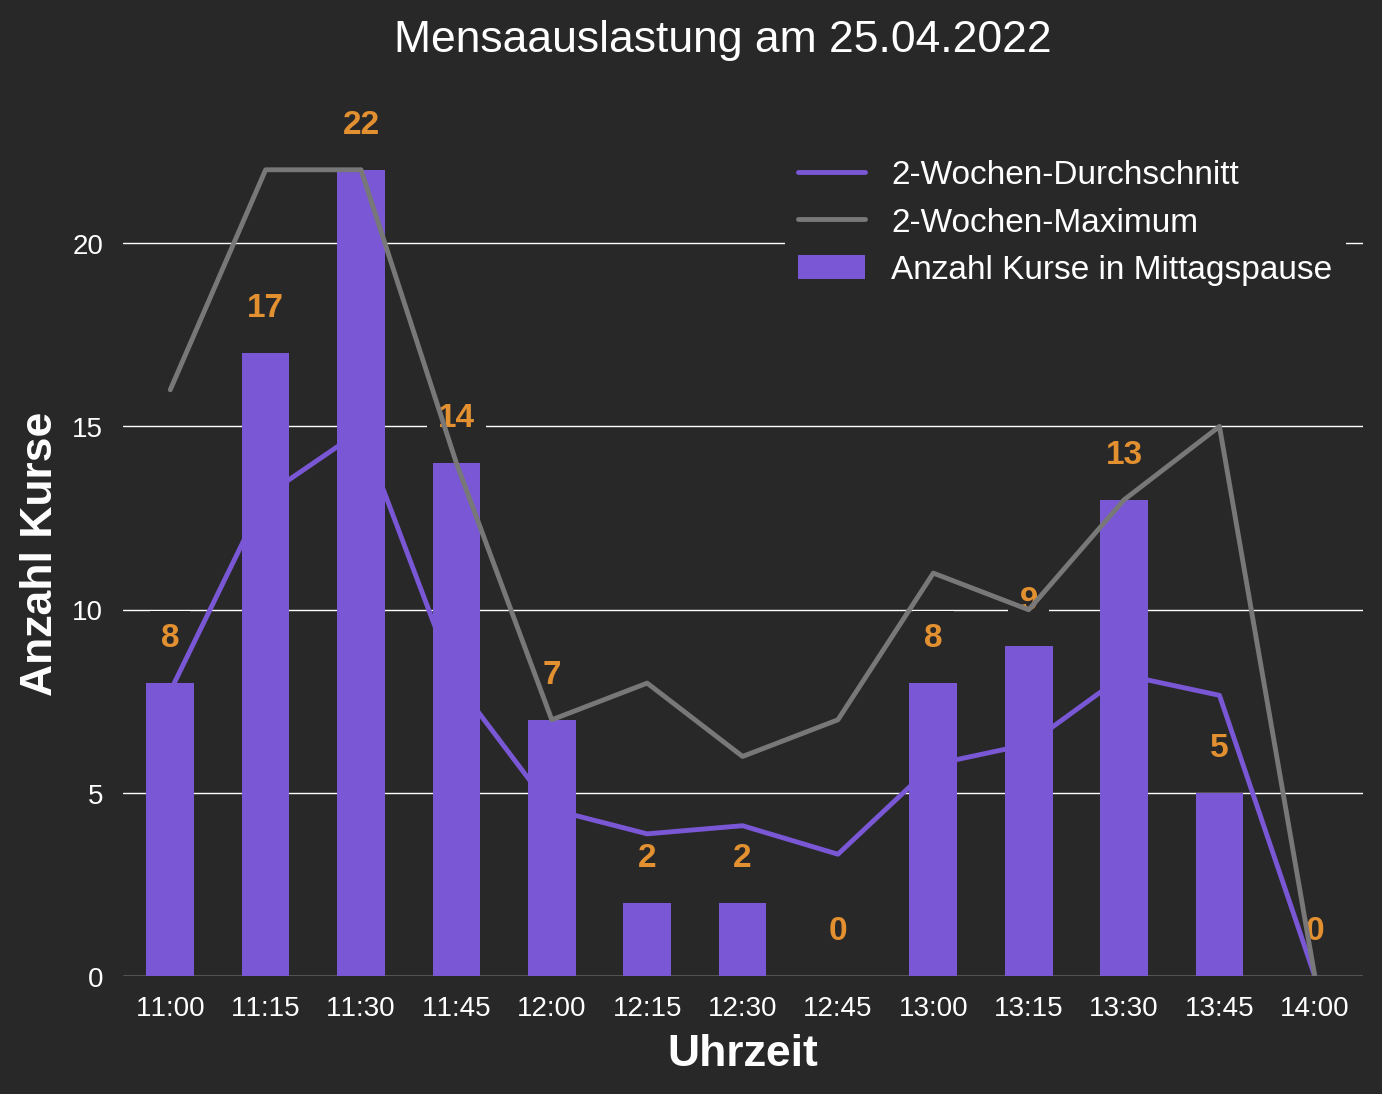 Mensaauslastung am 25.04.2022
2-Wochen-Durchschnitt
2-Wochen-Maximum
Anzahl Kurse in Mittagspause
Anzahl Kurse
20
15
10
5
0
8
17
22
14
7
2
2
0
8
9
13
5
0
11:00 11:15 11:30 11:45 12:00 12:15 12:30 12:45 13:00 13:15 13:30 13:45 14:00
Uhrzeit